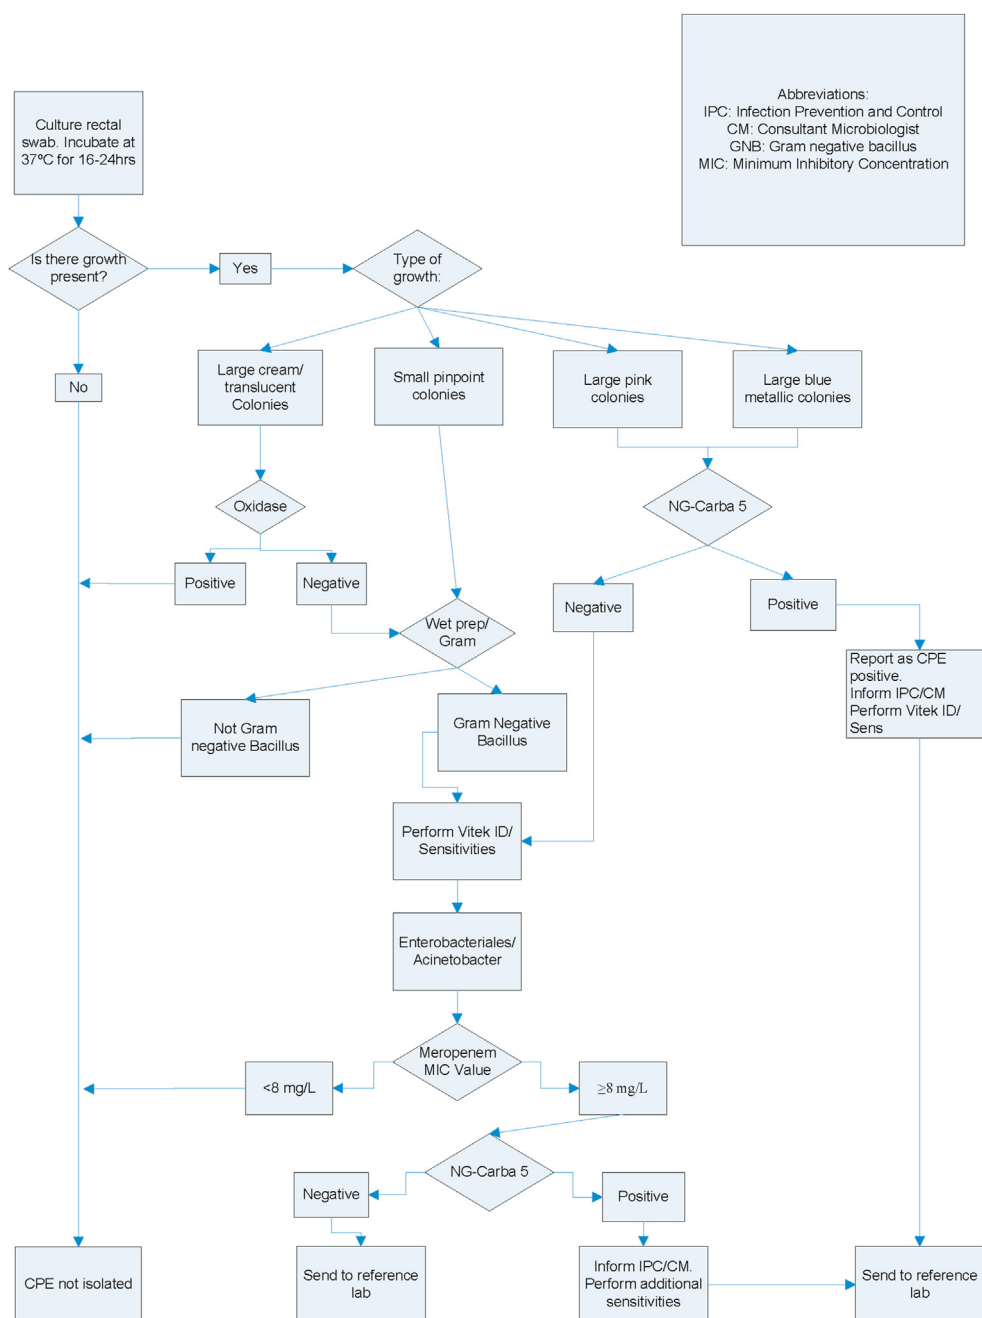 Abbreviations:
IPC: Infection Prevention and Control
CM: Consultant Microbiologist
GNB: Gram negative bacillus
MIC: Minimum Inhibitory Concentration
Culture rectal
swab. Incubate at
37ºC for 16-24hrs
Is there growth
present?
Yes
Type of
growth:
No
Large cream/
translucent
Colonies
Small pinpoint
colonies
Large pink
colonies
Large blue
metallic colonies
Oxidase
NG-Carba 5
Positive
Negative
Negative
Positive
Wet prep/
Gram
Report as CPE
positive.
Inform IPC/CM
Perform Vitek ID/
Sens
Not Gram
negative Bacillus
Gram Negative
Bacillus
Perform Vitek ID/
Sensitivities
Enterobacteriales/
Acinetobacter
Meropenem
MIC Value
<8 mg/L
≥8 mg/L
NG-Carba 5
Negative
Positive
CPE not isolated
Send to reference
lab
Inform IPC/CM.
Perform additional
sensitivities
Send to reference
lab